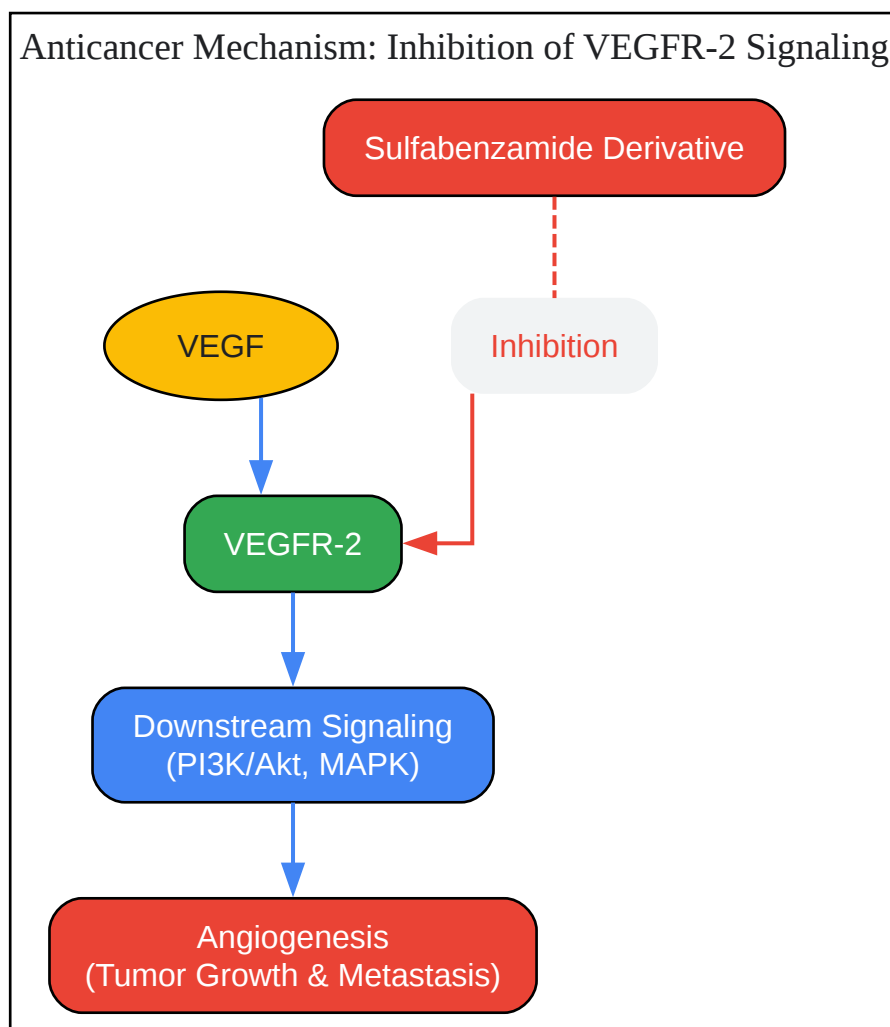 Anticancer Mechanism: Inhibition of VEGFR-2 Signaling
Sulfabenzamide Derivative
VEGF
Inhibition
VEGFR-2
Downstream Signaling
(PI3K/Akt, MAPK)
Angiogenesis
(Tumor Growth & Metastasis)